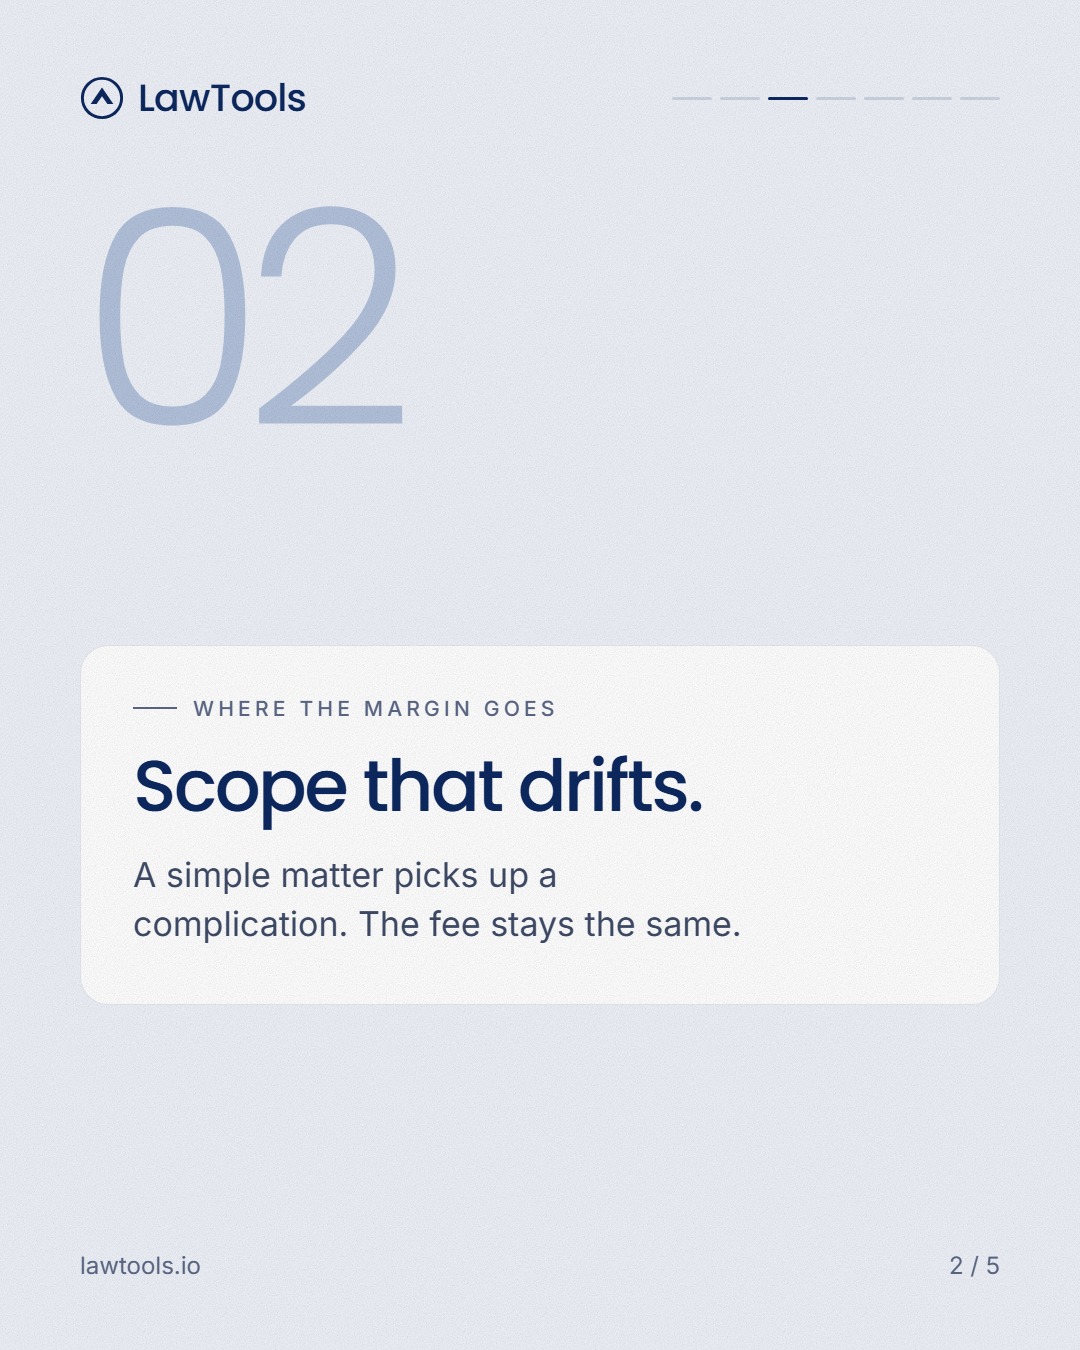 LawTools
02
WHERE THE MARGIN GOES
Scope that drifts.
A simple matter picks up a
complication. The fee stays the same.
lawtools.io
2 / 5